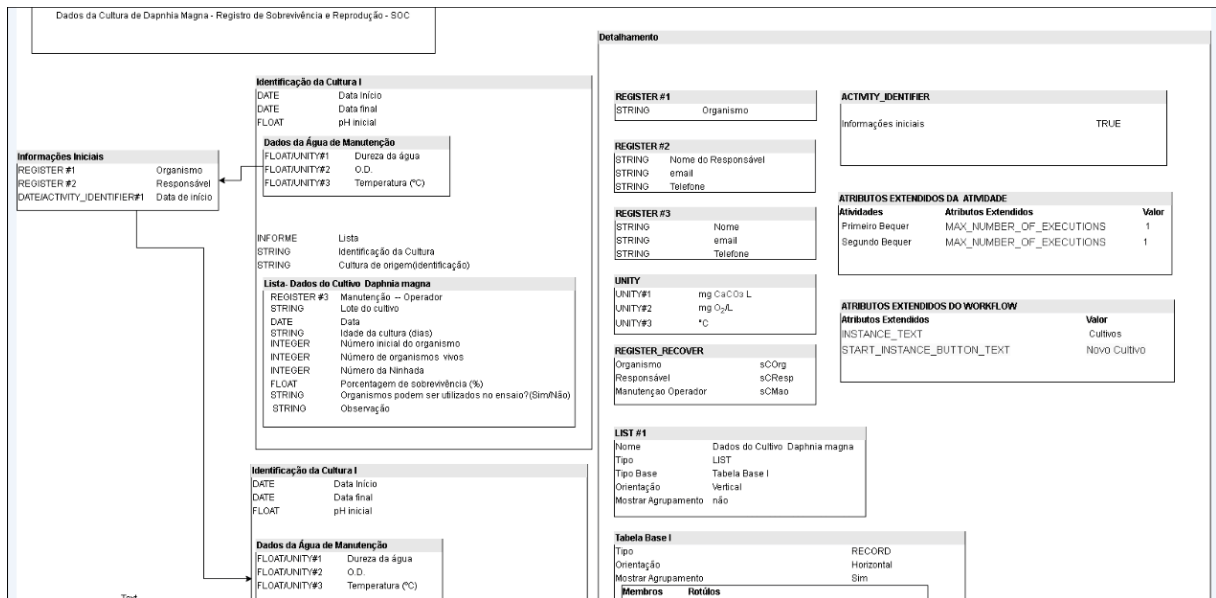 Dados da Cultura de Dapnhia Magna - Registro de Sobrevivência e Reprodução - SOC
Informações Iniciais
REGISTER #1 Organismo
REGISTER #2 Responsável
DATE/ACTIVITY_IDENTIFIER#1 Data de início
Identificação da Cultura I
DATE Data Início
DATE Data final
FLOAT pH inicial
Dados da Água de Manutenção
FLOAT/UNITY#1 Dureza da água
FLOAT/UNITY#2 O.D.
FLOAT/UNITY#3 Temperatura (ºC)
INFORME Lista
STRING Identificação da Cultura
STRING Cultura de origem(identificação)
Lista- Dados do Cultivo Daphnia magna
REGISTER #3 Manutenção -- Operador
STRING Lote do cultivo
DATE Data
STRING Idade da cultura (dias)
INTEGER Número inicial do organismo
INTEGER Número de organismos vivos
INTEGER Número da Ninhada
FLOAT Porcentagem de sobrevivência (%)
STRING Organismos podem ser utilizados no ensaio?(Sim/Não)
STRING Observação
Identificação da Cultura I
DATE Data Início
DATE Data final
FLOAT pH inicial
Dados da Água de Manutenção
FLOAT/UNITY#1 Dureza da água
FLOAT/UNITY#2 O.D.
FLOAT/UNITY#3 Temperatura (ºC)
Text
Detalhamento
REGISTER #1
STRING Organismo
REGISTER #2
STRING Nome do Responsável
STRING email
STRING Telefone
REGISTER #3
STRING Nome
STRING email
STRING Telefone
UNITY
UNITY#1 mg CaCO₃ L
UNITY#2 mg O₂/L
UNITY#3 °C
REGISTER_RECOVER
Organismo sCOrg
Responsável sCResp
Manutençao Operador sCMao
LIST #1
Nome Dados do Cultivo Daphnia magna
Tipo LIST
Tipo Base Tabela Base I
Orientação Vertical
Mostrar Agrupamento não
Tabela Base I
Tipo RECORD
Orientação Horizontal
Mostrar Agrupamento Sim
Membros Rotúlos
ACTIVITY_IDENTIFIER
Informações iniciais TRUE
ATRIBUTOS EXTENDIDOS DA ATIVIDADE
Atividades Atributos Extendidos Valor
Primeiro Bequer MAX_NUMBER_OF_EXECUTIONS 1
Segundo Bequer MAX_NUMBER_OF_EXECUTIONS 1
ATRIBUTOS EXTENDIDOS DO WORKFLOW
Atributos Extendidos Valor
INSTANCE_TEXT Cultivos
START_INSTANCE_BUTTON_TEXT Novo Cultivo